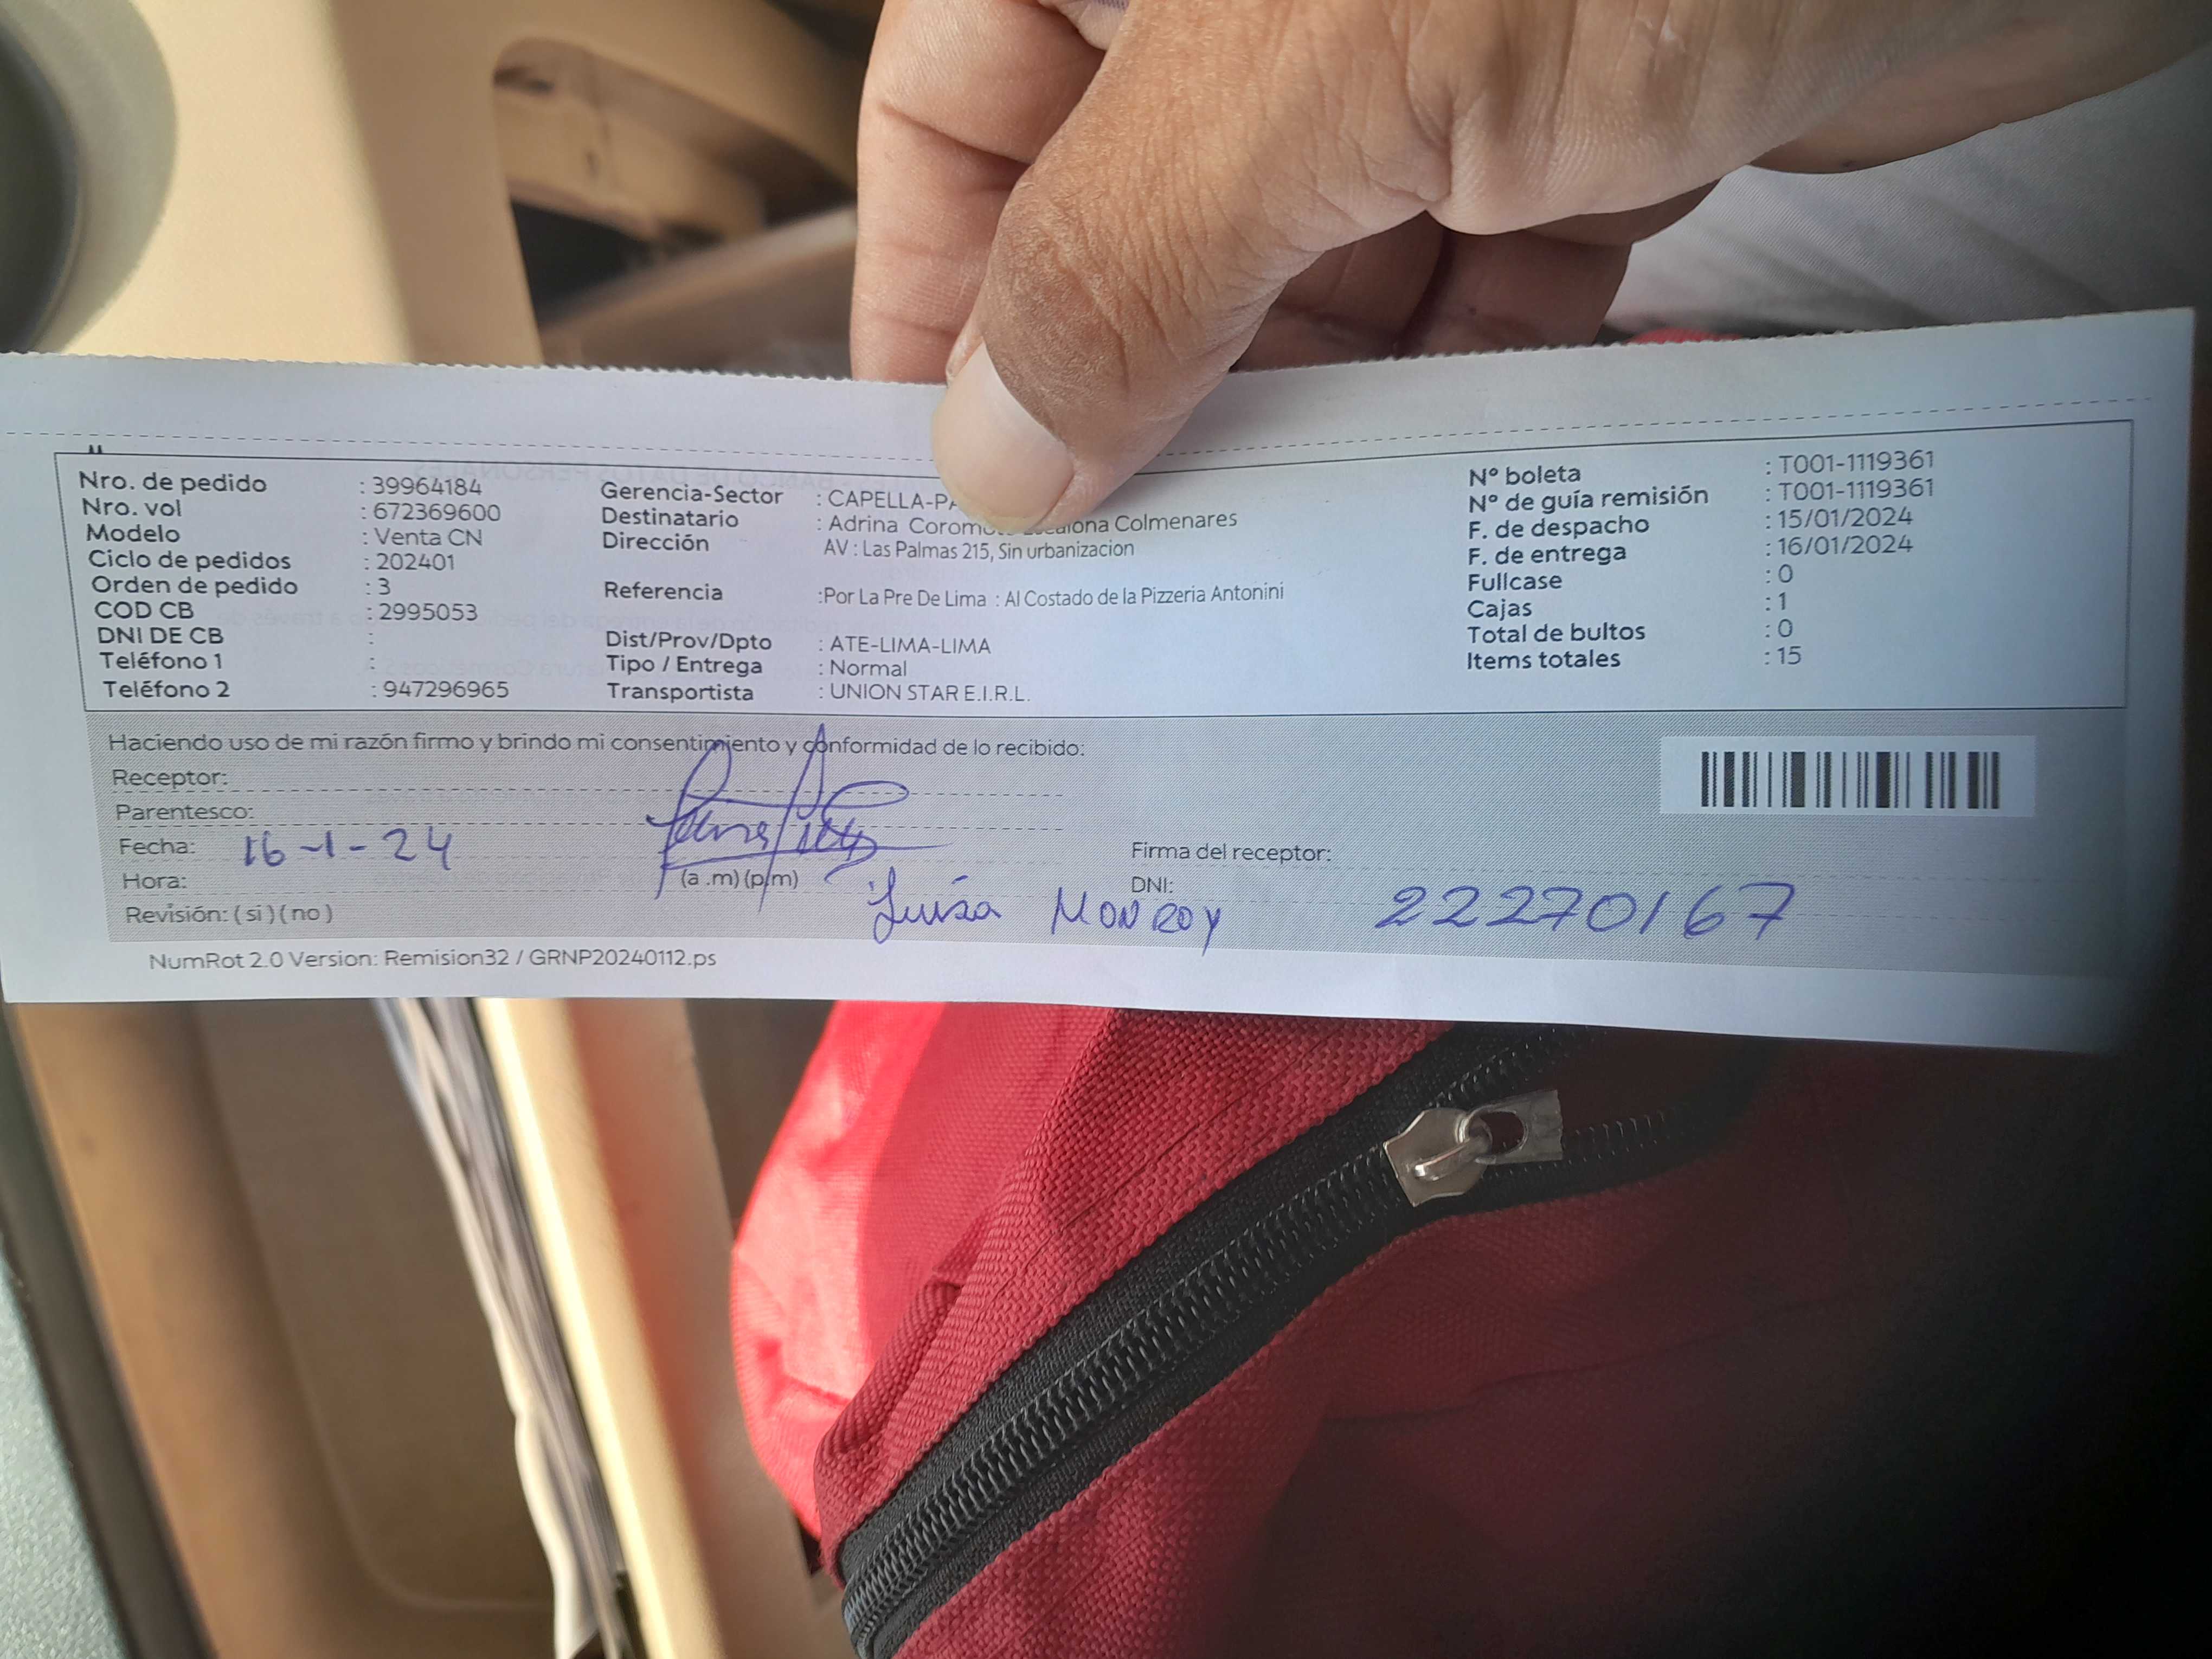 Nro. de pedido : 39964184
Nro. vol : 672369600
Modelo : Venta CN
Ciclo de pedidos : 202401
Orden de pedido : 3
COD CB : 2995053
DNI DE CB :
Teléfono 1 :
Teléfono 2 : 947296965
Gerencia-Sector : CAPELLA-PA
Destinatario : Adrina Colmenares
Dirección AV : Las Palmas 215, Sin urbanizacion
Referencia :Por La Pre De Lima : Al Costado de la Pizzeria Antonini
Dist/Prov/Dpto : ATE-LIMA-LIMA
Tipo / Entrega : Normal
Transportista : UNION STAR E.I.R.L.
N° boleta : T001-1119361
N° de guía remisión : T001-1119361
F. de despacho : 15/01/2024
F. de entrega : 16/01/2024
Fullcase : 0
Cajas : 1
Total de bultos : 0
Items totales : 15
Haciendo uso de mi razón firmo y brindo mi consentimiento y conformidad de lo recibido:
Receptor:
Parentesco:
Fecha: 16-1-24
Hora: (a .m) (p/m)
Revisión: ( si ) ( no )
Firma del receptor:
DNI:
Luisa MONROY 22270167
NumRot 2.0 Version: Remision32 / GRNP20240112.ps